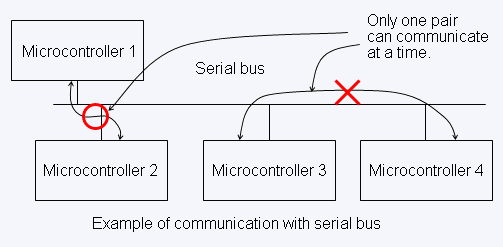 Only one pair
can communicate
at a time.
Microcontroller 1
Serial bus
Microcontroller 2
Microcontroller 3
Microcontroller 4
Example of communication with serial bus